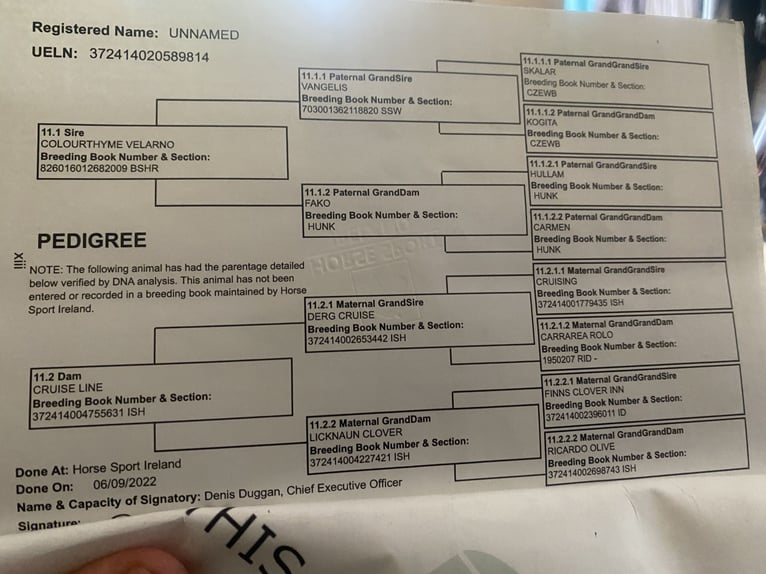 Registered Name: UNNAMED
UELN: 372414020589814
11.1 Sire
COLOURTHYME VELARNO
Breeding Book Number & Section:
826016012682009 BSHR
11.1.1 Paternal GrandSire
VANGELIS
Breeding Book Number & Section:
703001362118820 SSW
11.1.2 Paternal GrandDam
FAKO
Breeding Book Number & Section:
HUNK
11.1.1.1 Paternal GrandGrandSire
SKALAR
Breeding Book Number & Section:
CZEWB
11.1.1.2 Paternal GrandGrandDam
KOGITA
Breeding Book Number & Section:
CZEWB
11.1.2.1 Paternal GrandGrandSire
HULLAM
Breeding Book Number & Section:
HUNK
11.1.2.2 Paternal GrandGrandDam
CARMEN
Breeding Book Number & Section:
HUNK
PEDIGREE
xiii
NOTE: The following animal has had the parentage detailed
below verified by DNA analysis. This animal has not been
entered or recorded in a breeding book maintained by Horse
Sport Ireland.
HORSE SPORT
11.2 Dam
CRUISE LINE
Breeding Book Number & Section:
372414004755631 ISH
11.2.1 Maternal GrandSire
DERG CRUISE
Breeding Book Number & Section:
372414002653442 ISH
11.2.2 Maternal GrandDam
LICKNAUN CLOVER
Breeding Book Number & Section:
372414004227421 ISH
11.2.1.1 Maternal GrandGrandSire
CRUISING
Breeding Book Number & Section:
372414001779435 ISH
11.2.1.2 Maternal GrandGrandDam
CARRAREA ROLO
Breeding Book Number & Section:
1950207 RID -
11.2.2.1 Maternal GrandGrandSire
FINNS CLOVER INN
Breeding Book Number & Section:
372414002396011 ID
11.2.2.2 Maternal GrandGrandDam
RICARDO OLIVE
Breeding Book Number & Section:
372414002698743 ISH
Done At: Horse Sport Ireland
Done On: 06/09/2022
Name & Capacity of Signatory: Denis Duggan, Chief Executive Officer
Signature:
THIS